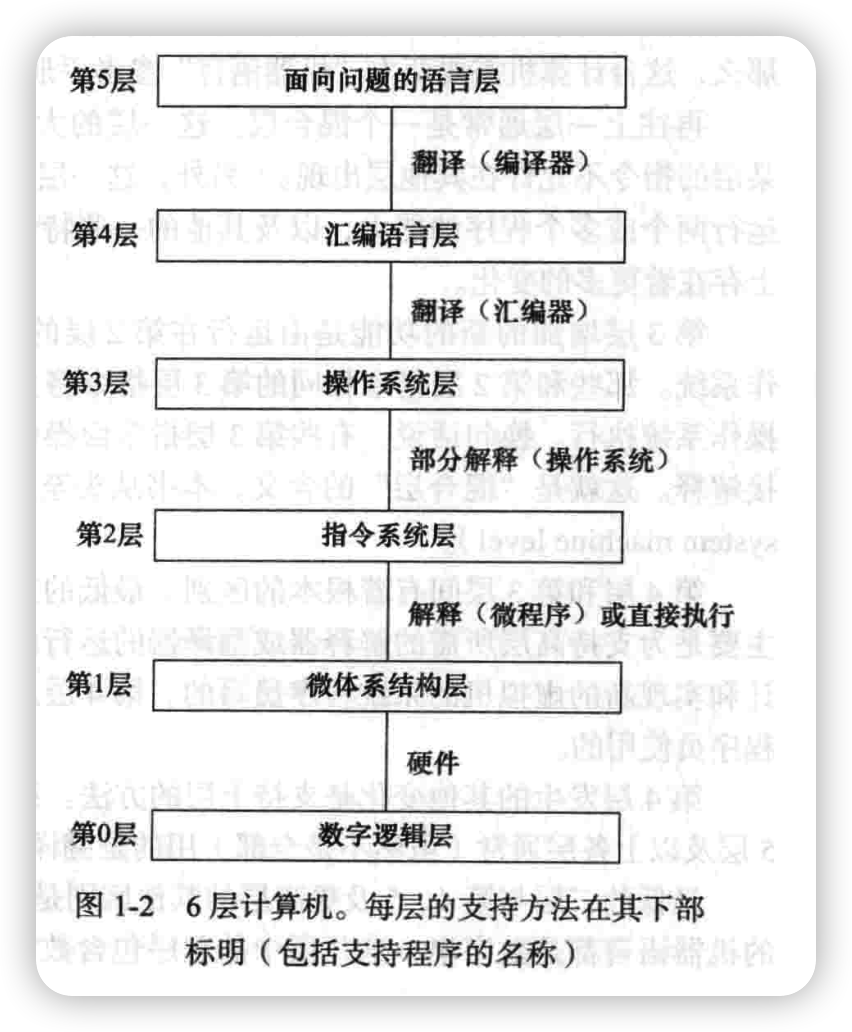 第5层 面向问题的语言层
翻译（编译器）
第4层 汇编语言层
翻译（汇编器）
第3层 操作系统层
部分解释（操作系统）
第2层 指令系统层
解释（微程序）或直接执行
第1层 微体系结构层
硬件
第0层 数字逻辑层
图 1-2 6 层计算机。每层的支持方法在其下部
标明（包括支持程序的名称）